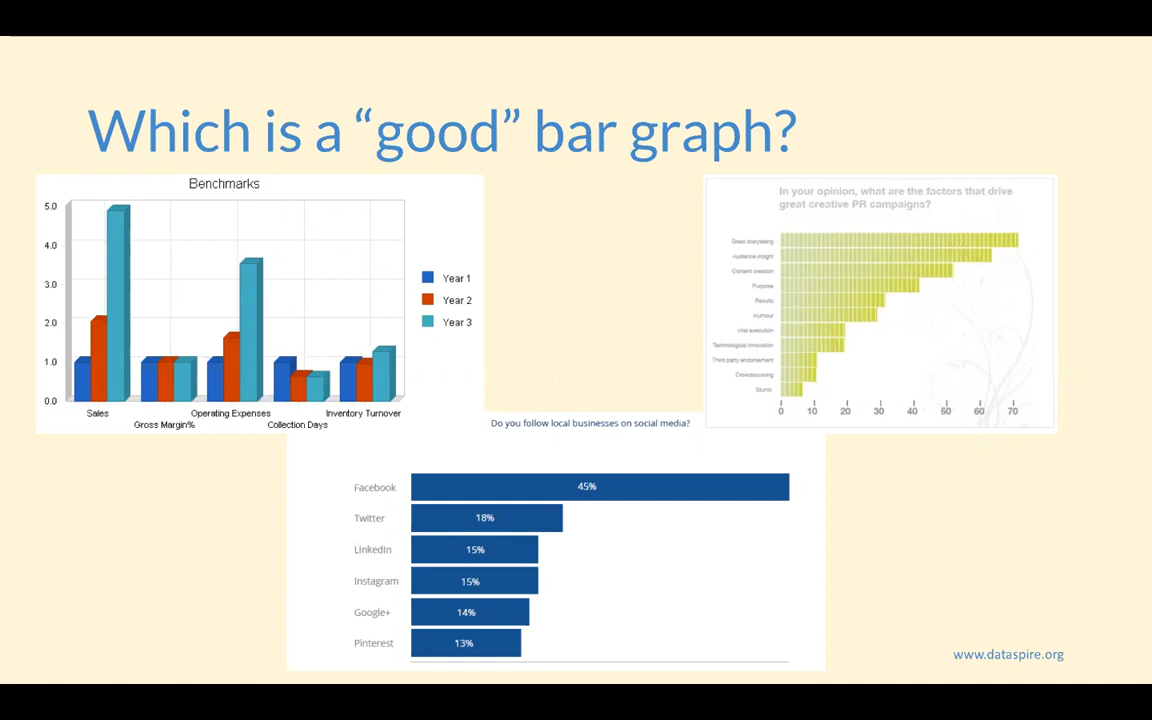 Which is a “good” bar graph?
Benchmarks
5.0
4.0
3.0
2.0
1.0
0.0
Sales
Gross Margin%
Operating Expenses
Collection Days
Inventory Turnover
Year 1
Year 2
Year 3
In your opinion, what are the factors that drive
great creative PR campaigns?
Great storytelling
Audience insight
Content creation
Purpose
Results
Humour
Viral execution
Technological innovation
Third party endorsement
Crowdsourcing
Stunts
0 10 20 30 40 50 60 70
Do you follow local businesses on social media?
Facebook 45%
Twitter 18%
LinkedIn 15%
Instagram 15%
Google+ 14%
Pinterest 13%
www.dataspire.org